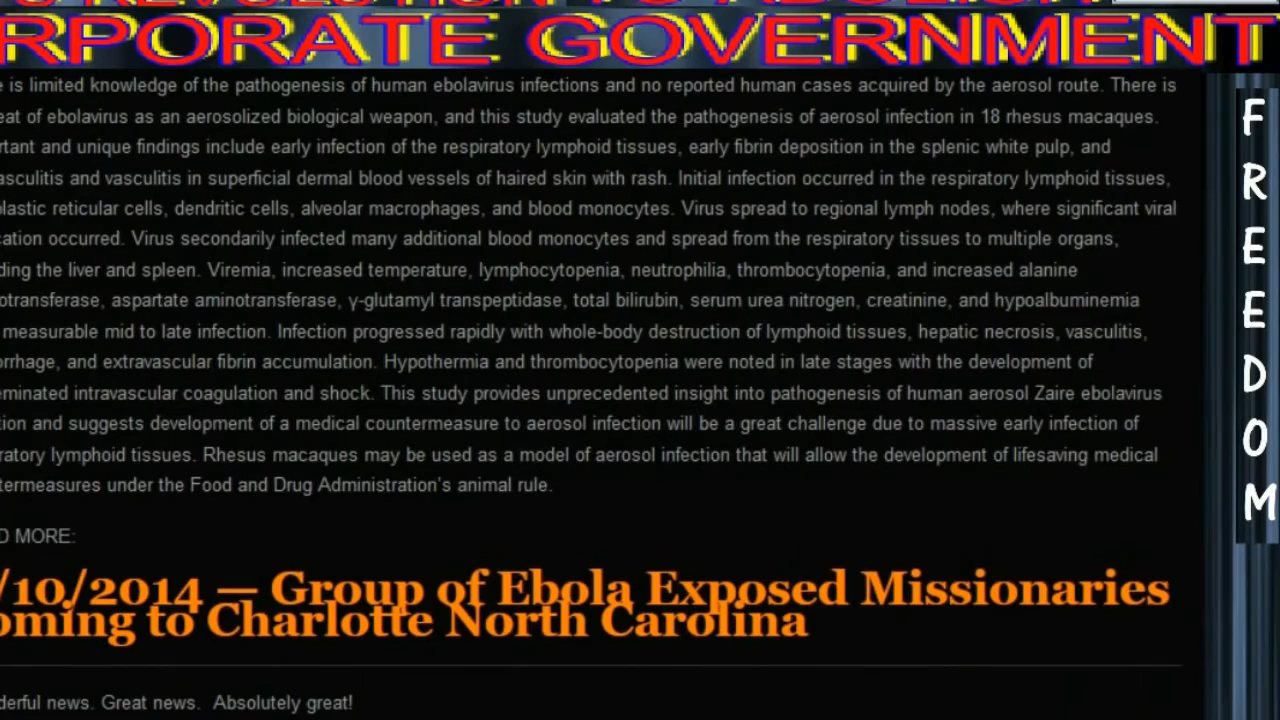 REVOLUTION TO ABOLISH
RPORATE GOVERNMENT
e is limited knowledge of the pathogenesis of human ebolavirus infections and no reported human cases acquired by the aerosol route. There is
eat of ebolavirus as an aerosolized biological weapon, and this study evaluated the pathogenesis of aerosol infection in 18 rhesus macaques.
rtant and unique findings include early infection of the respiratory lymphoid tissues, early fibrin deposition in the splenic white pulp, and
asculitis and vasculitis in superficial dermal blood vessels of haired skin with rash. Initial infection occurred in the respiratory lymphoid tissues,
plastic reticular cells, dendritic cells, alveolar macrophages, and blood monocytes. Virus spread to regional lymph nodes, where significant viral
cation occurred. Virus secondarily infected many additional blood monocytes and spread from the respiratory tissues to multiple organs,
ding the liver and spleen. Viremia, increased temperature, lymphocytopenia, neutrophilia, thrombocytopenia, and increased alanine
otransferase, aspartate aminotransferase, γ-glutamyl transpeptidase, total bilirubin, serum urea nitrogen, creatinine, and hypoalbuminemia
measurable mid to late infection. Infection progressed rapidly with whole-body destruction of lymphoid tissues, hepatic necrosis, vasculitis,
orrhage, and extravascular fibrin accumulation. Hypothermia and thrombocytopenia were noted in late stages with the development of
eminated intravascular coagulation and shock. This study provides unprecedented insight into pathogenesis of human aerosol Zaire ebolavirus
tion and suggests development of a medical countermeasure to aerosol infection will be a great challenge due to massive early infection of
ratory lymphoid tissues. Rhesus macaques may be used as a model of aerosol infection that will allow the development of lifesaving medical
termeasures under the Food and Drug Administration's animal rule.
D MORE:
/10/2014 — Group of Ebola Exposed Missionaries
oming to Charlotte North Carolina
derful news. Great news.  Absolutely great!
FREEDOM